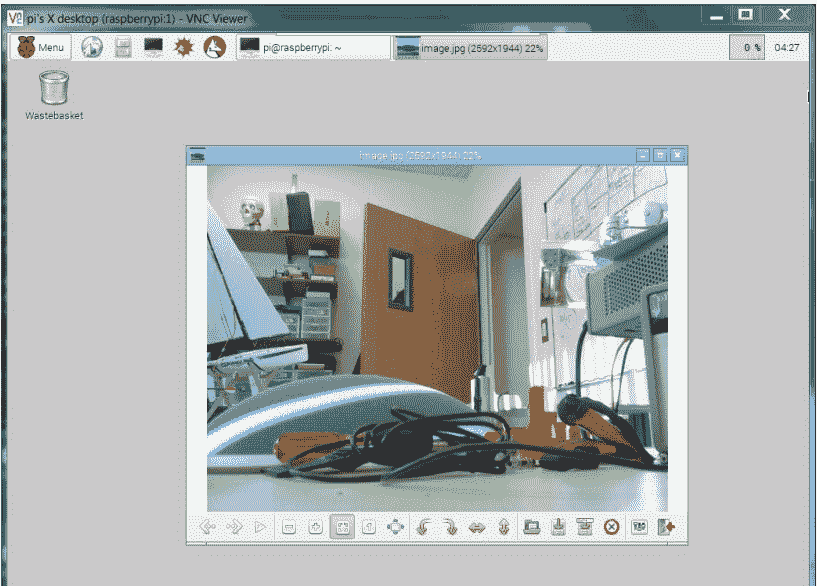 pi's X desktop (raspberrypi:1) - VNC Viewer
Menu
pi@raspberrypi: ~
image.jpg (2592x1944) 22%
0 %
04:27
Wastebasket
image.jpg (2592x1944) 22%